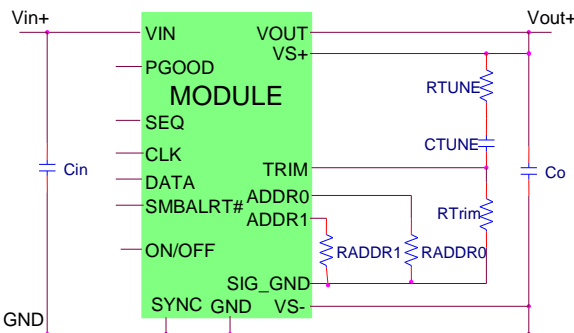 Vin+
Vout+
VIN
VOUT
VS+
PGOOD
RTUNE
MODULE
SEQ
CTUNE
CLK
TRIM
Cin
Co
DATA
ADDR0
SMBALRT#
RTrim
ADDR1
ON/OFF
RADDR1
RADDR0
SIG_GND
GND
SYNC
GND
VS-